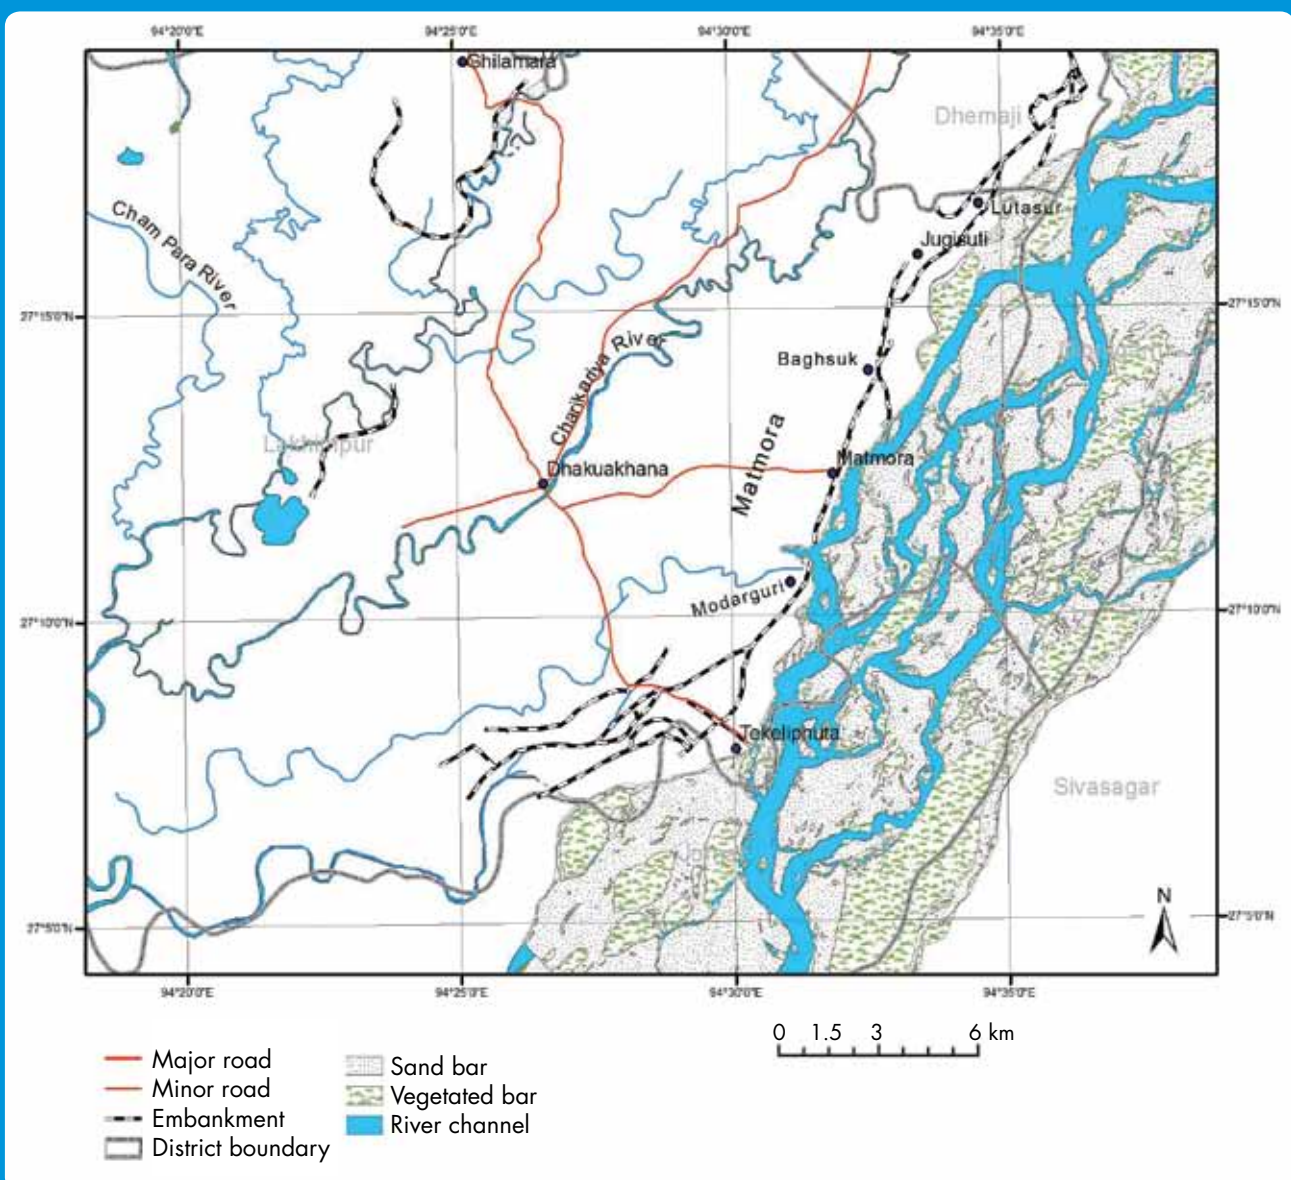 94°20'0"E 94°25'0"E 94°30'0"E 94°35'0"E
Ghilamara
Dhemaji
Cham Para River
Lutasur
Jugisuti
27°15'0"N 27°15'0"N
Charikariya River
Baghsuk
Lakhimpur
Matmora
Matmora
Dhakuakhana
Modarguri
27°10'0"N 27°10'0"N
Tekeliphuta
Sivasagar
N
27°5'0"N 27°5'0"N
94°20'0"E 94°25'0"E 94°30'0"E 94°35'0"E
0 1.5 3 6 km
Major road
Minor road
Embankment
District boundary
Sand bar
Vegetated bar
River channel